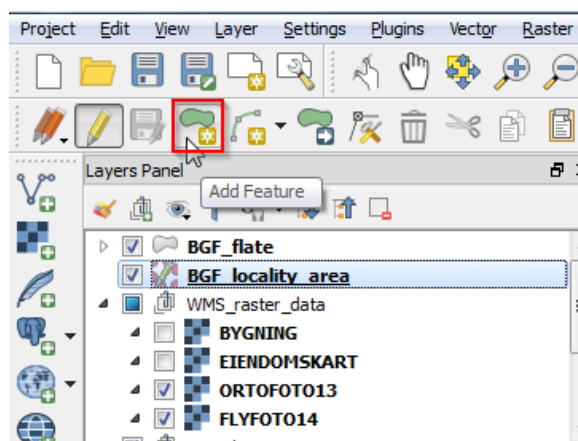 Project Edit View Layer Settings Plugins Vector Raster
Layers Panel
Add Feature
BGF_flate
BGF_locality_area
WMS_raster_data
BYGNING
EIENDOMSKART
ORTOFOTO13
FLYFOTO14